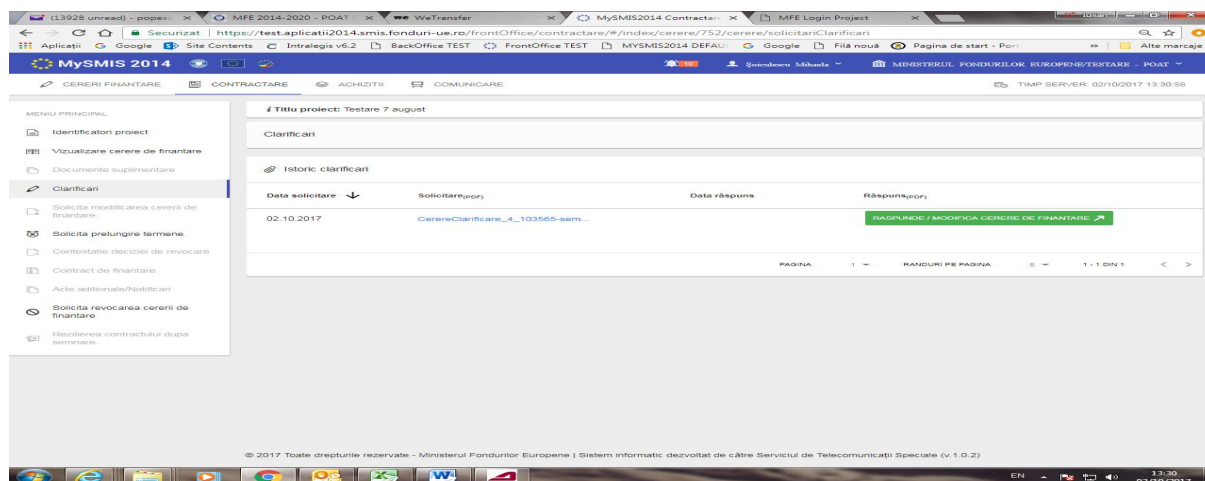 (13928 unread) - popes
MFE 2014-2020 - POAT
WeTransfer
MySMIS2014 Contractare
MFE Login Project
Securizat | https://test.aplicatii2014.smis.fonduri-ue.ro/frontOffice/contractare/#/index/cerere/752/cerere/solicitariClarificari
Aplicații Google Site Contents Intralegis v6.2 BackOffice TEST FrontOffice TEST MYSMIS2014 DEFAU Google Filă nouă Pagina de start - Port » Alte marcaje
MySMIS 2014
10
Șoiculescu Mihaela
MINISTERUL FONDURILOR EUROPENE/TESTARE - POAT
CERERI FINANTARE CONTRACTARE ACHIZITII COMUNICARE
TIMP SERVER: 02/10/2017 13:30:56
MENIU PRINCIPAL
Identificatori proiect
Vizualizare cerere de finantare
Documente suplimentare
Clarificari
Solicita modificarea cererii de
finantare
Solicita prelungire termene
Contestatie deciziei de revocare
Contract de finantare
Acte aditionale/Notificari
Solicita revocarea cererii de
finantare
Rezilierea contractului dupa
semnare
Titlu proiect: Testare 7 august
Clarificari
Istoric clarificari
Data solicitare Solicitare(PDF) Data răspuns Răspuns(PDF)
02.10.2017 CerereClarificare_4_103565-sem... RASPUNDE / MODIFICA CERERE DE FINANTARE
PAGINA 1 RANDURI PE PAGINA 5 1 - 1 DIN 1 < >
© 2017 Toate drepturile rezervate - Ministerul Fondurilor Europene | Sistem informatic dezvoltat de către Serviciul de Telecomunicații Speciale (v.1.0.2)
EN
13:30
02/10/2017